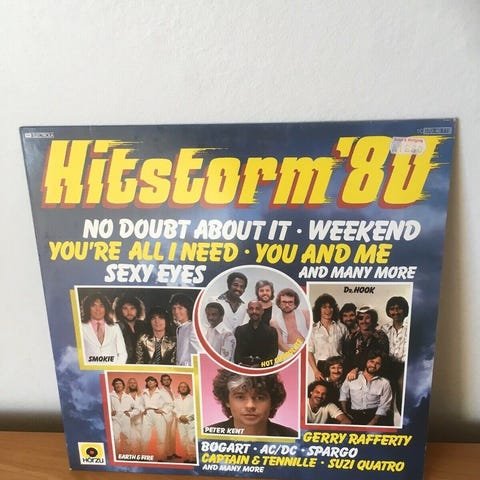 Hitstorm '80
NO DOUBT ABOUT IT · WEEKEND
YOU'RE ALL I NEED · YOU AND ME
SEXY EYES
AND MANY MORE
Dr. HOOK
SMOKIE
HOT CHOCOLATE
EARTH & FIRE
PETER KENT
GERRY RAFFERTY
BOGART · AC/DC · SPARGO
CAPTAIN & TENNILLE · SUZI QUATRO
AND MANY MORE
HÖRZU